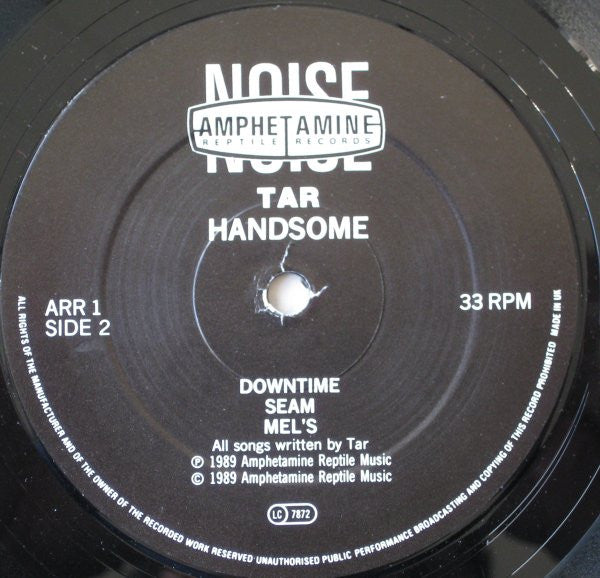 NOISE
AMPHETAMINE
REPTILE RECORDS
NOISE
TAR
HANDSOME
ARR 1
SIDE 2
33 RPM
DOWNTIME
SEAM
MEL'S
All songs written by Tar
Ⓟ 1989 Amphetamine Reptile Music
© 1989 Amphetamine Reptile Music
LC 7872
ALL RIGHTS OF THE MANUFACTURER AND OF THE OWNER OF THE RECORDED WORK RESERVED UNAUTHORISED PUBLIC PERFORMANCE BROADCASTING AND COPYING OF THIS RECORD PROHIBITED MADE IN UK